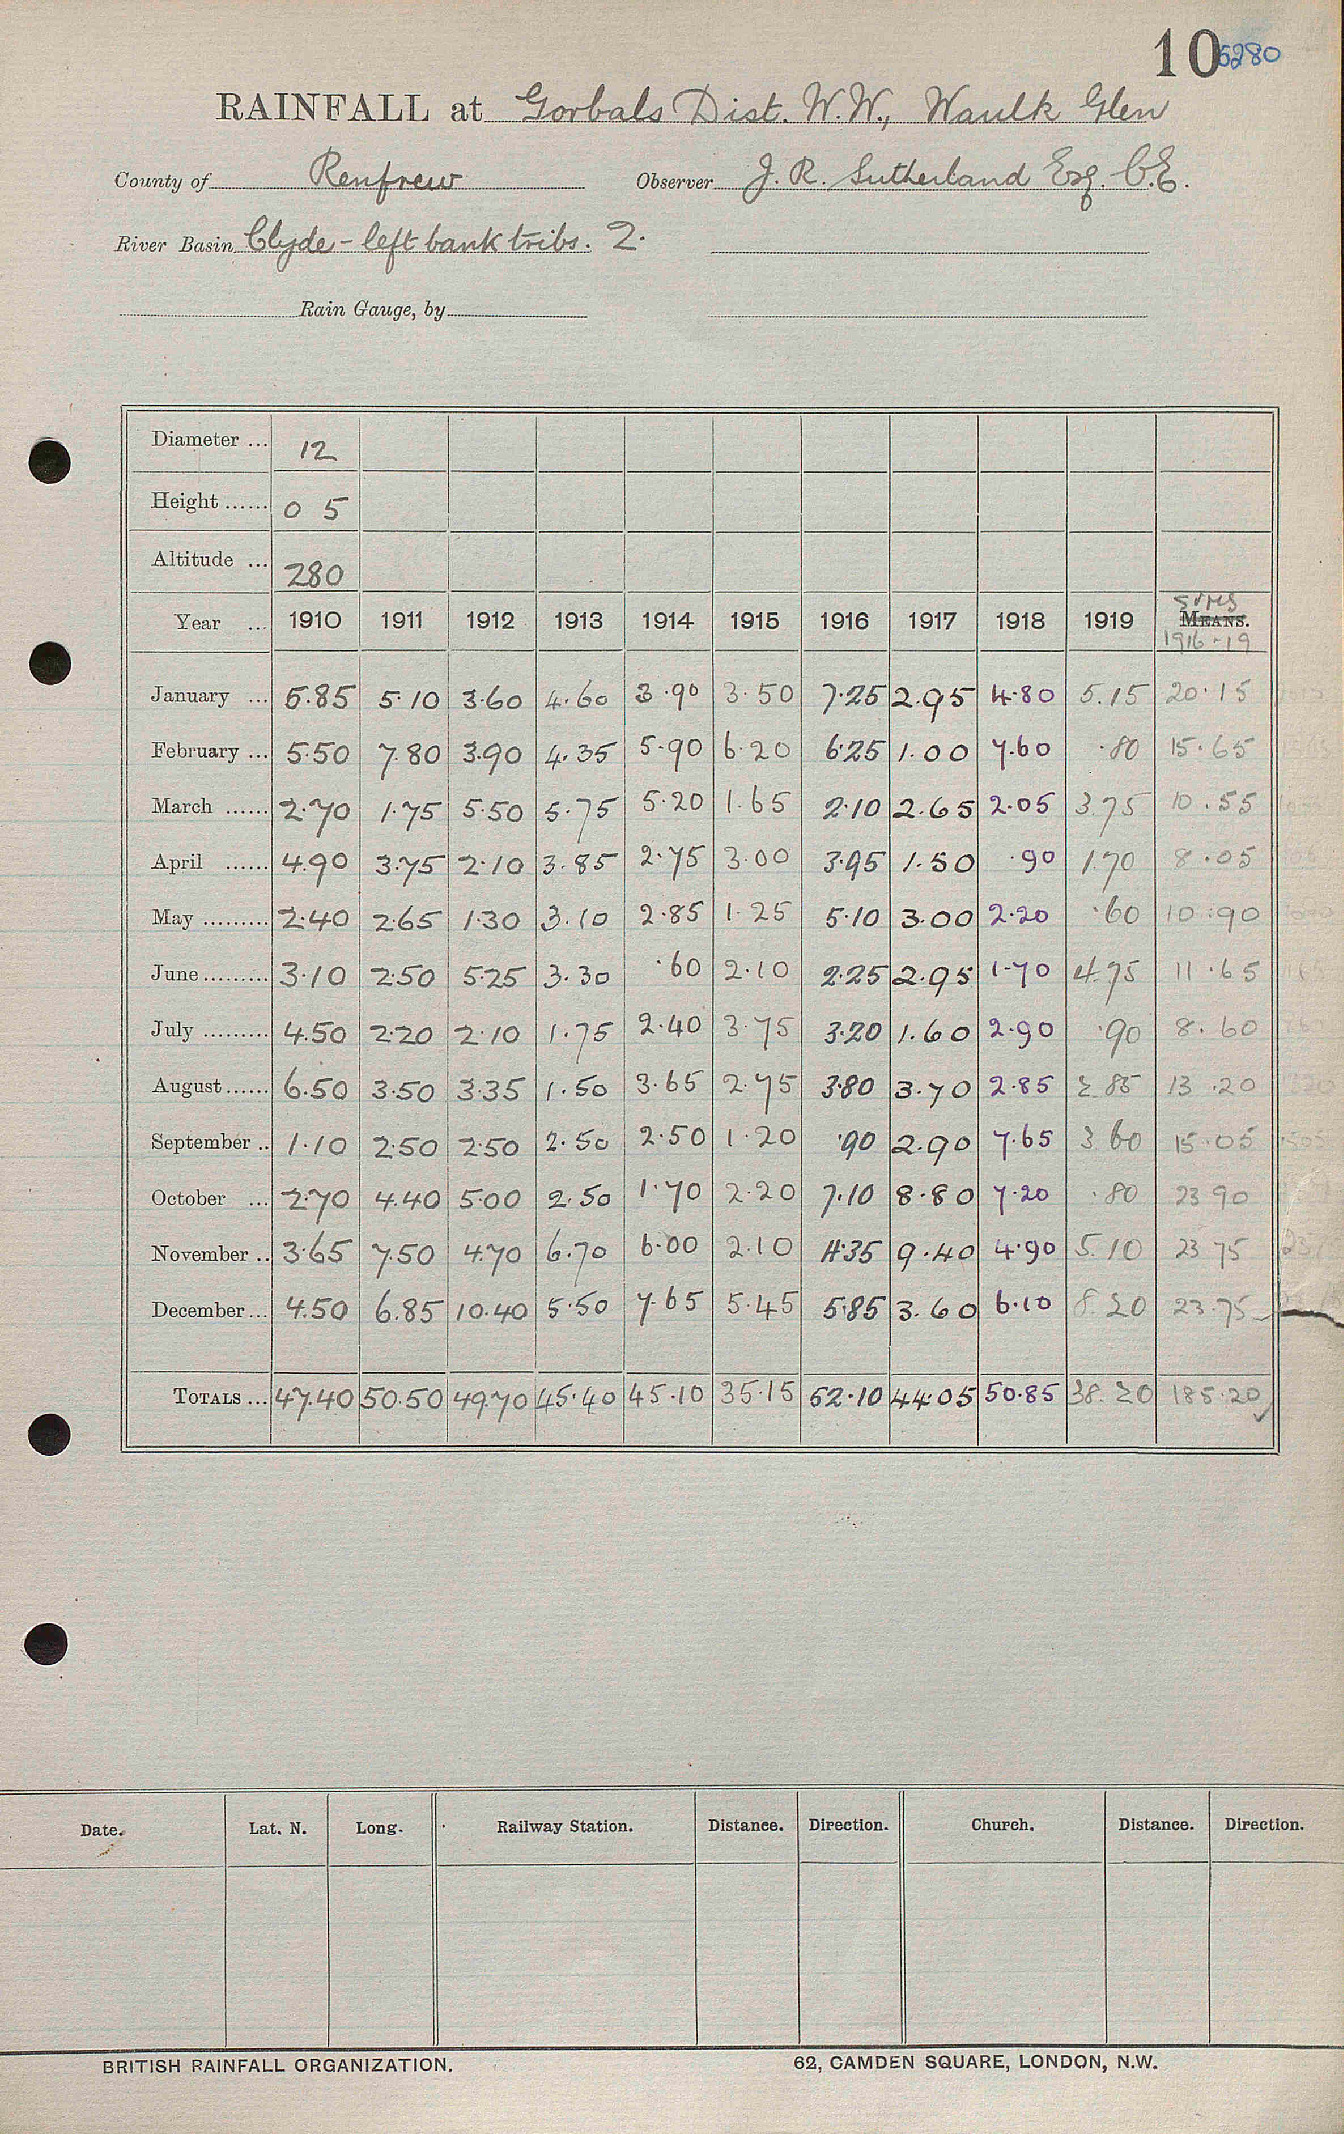 10 5280
RAINFALL at Gorbals Dist. W.W., Waulk Glen
County of Renfrew Observer J. R. Sutherland Esq. C.E.
River Basin Clyde - left bank tribs. 2.
Rain Gauge, by
Diameter ... 12
Height ...... 0 5
Altitude ... 280
SUMS
Year ... 1910 1911 1912 1913 1914 1915 1916 1917 1918 1919 MEANS.
1916-19
January ... 5.85 5.10 3.60 4.60 3.90 3.50 7.25 2.95 4.80 5.15 20.15
February ... 5.50 7.80 3.90 4.35 5.90 6.20 6.25 1.00 7.60 .80 15.65
March ...... 2.70 1.75 5.50 5.75 5.20 1.65 2.10 2.65 2.05 3.75 10.55
April ...... 4.90 3.75 2.10 3.85 2.75 3.00 3.95 1.50 .90 1.70 8.05
May ......... 2.40 2.65 1.30 3.10 2.85 1.25 5.10 3.00 2.20 .60 10.90
June ......... 3.10 2.50 5.25 3.30 .60 2.10 2.25 2.95 1.70 4.75 11.65
July ......... 4.50 2.20 2.10 1.75 2.40 3.75 3.20 1.60 2.90 .90 8.60
August ...... 6.50 3.50 3.35 1.50 3.65 2.75 3.80 3.70 2.85 2.85 13.20
September .. 1.10 2.50 2.50 2.50 2.50 1.20 .90 2.90 7.65 3.60 15.05
October ... 2.70 4.40 5.00 2.50 1.70 2.20 7.10 8.80 7.20 .80 23 90
November .. 3.65 7.50 4.70 6.70 6.00 2.10 4.35 9.40 4.90 5.10 23 75
December ... 4.50 6.85 10.40 5.50 7.65 5.45 5.85 3.60 6.10 8.20 23.75
TOTALS ... 47.40 50.50 49.70 45.40 45.10 35.15 62.10 44.05 50.85 38.20 185.20
Date. Lat. N. Long. Railway Station. Distance. Direction. Church. Distance. Direction.
BRITISH RAINFALL ORGANIZATION. 62, CAMDEN SQUARE, LONDON, N.W.